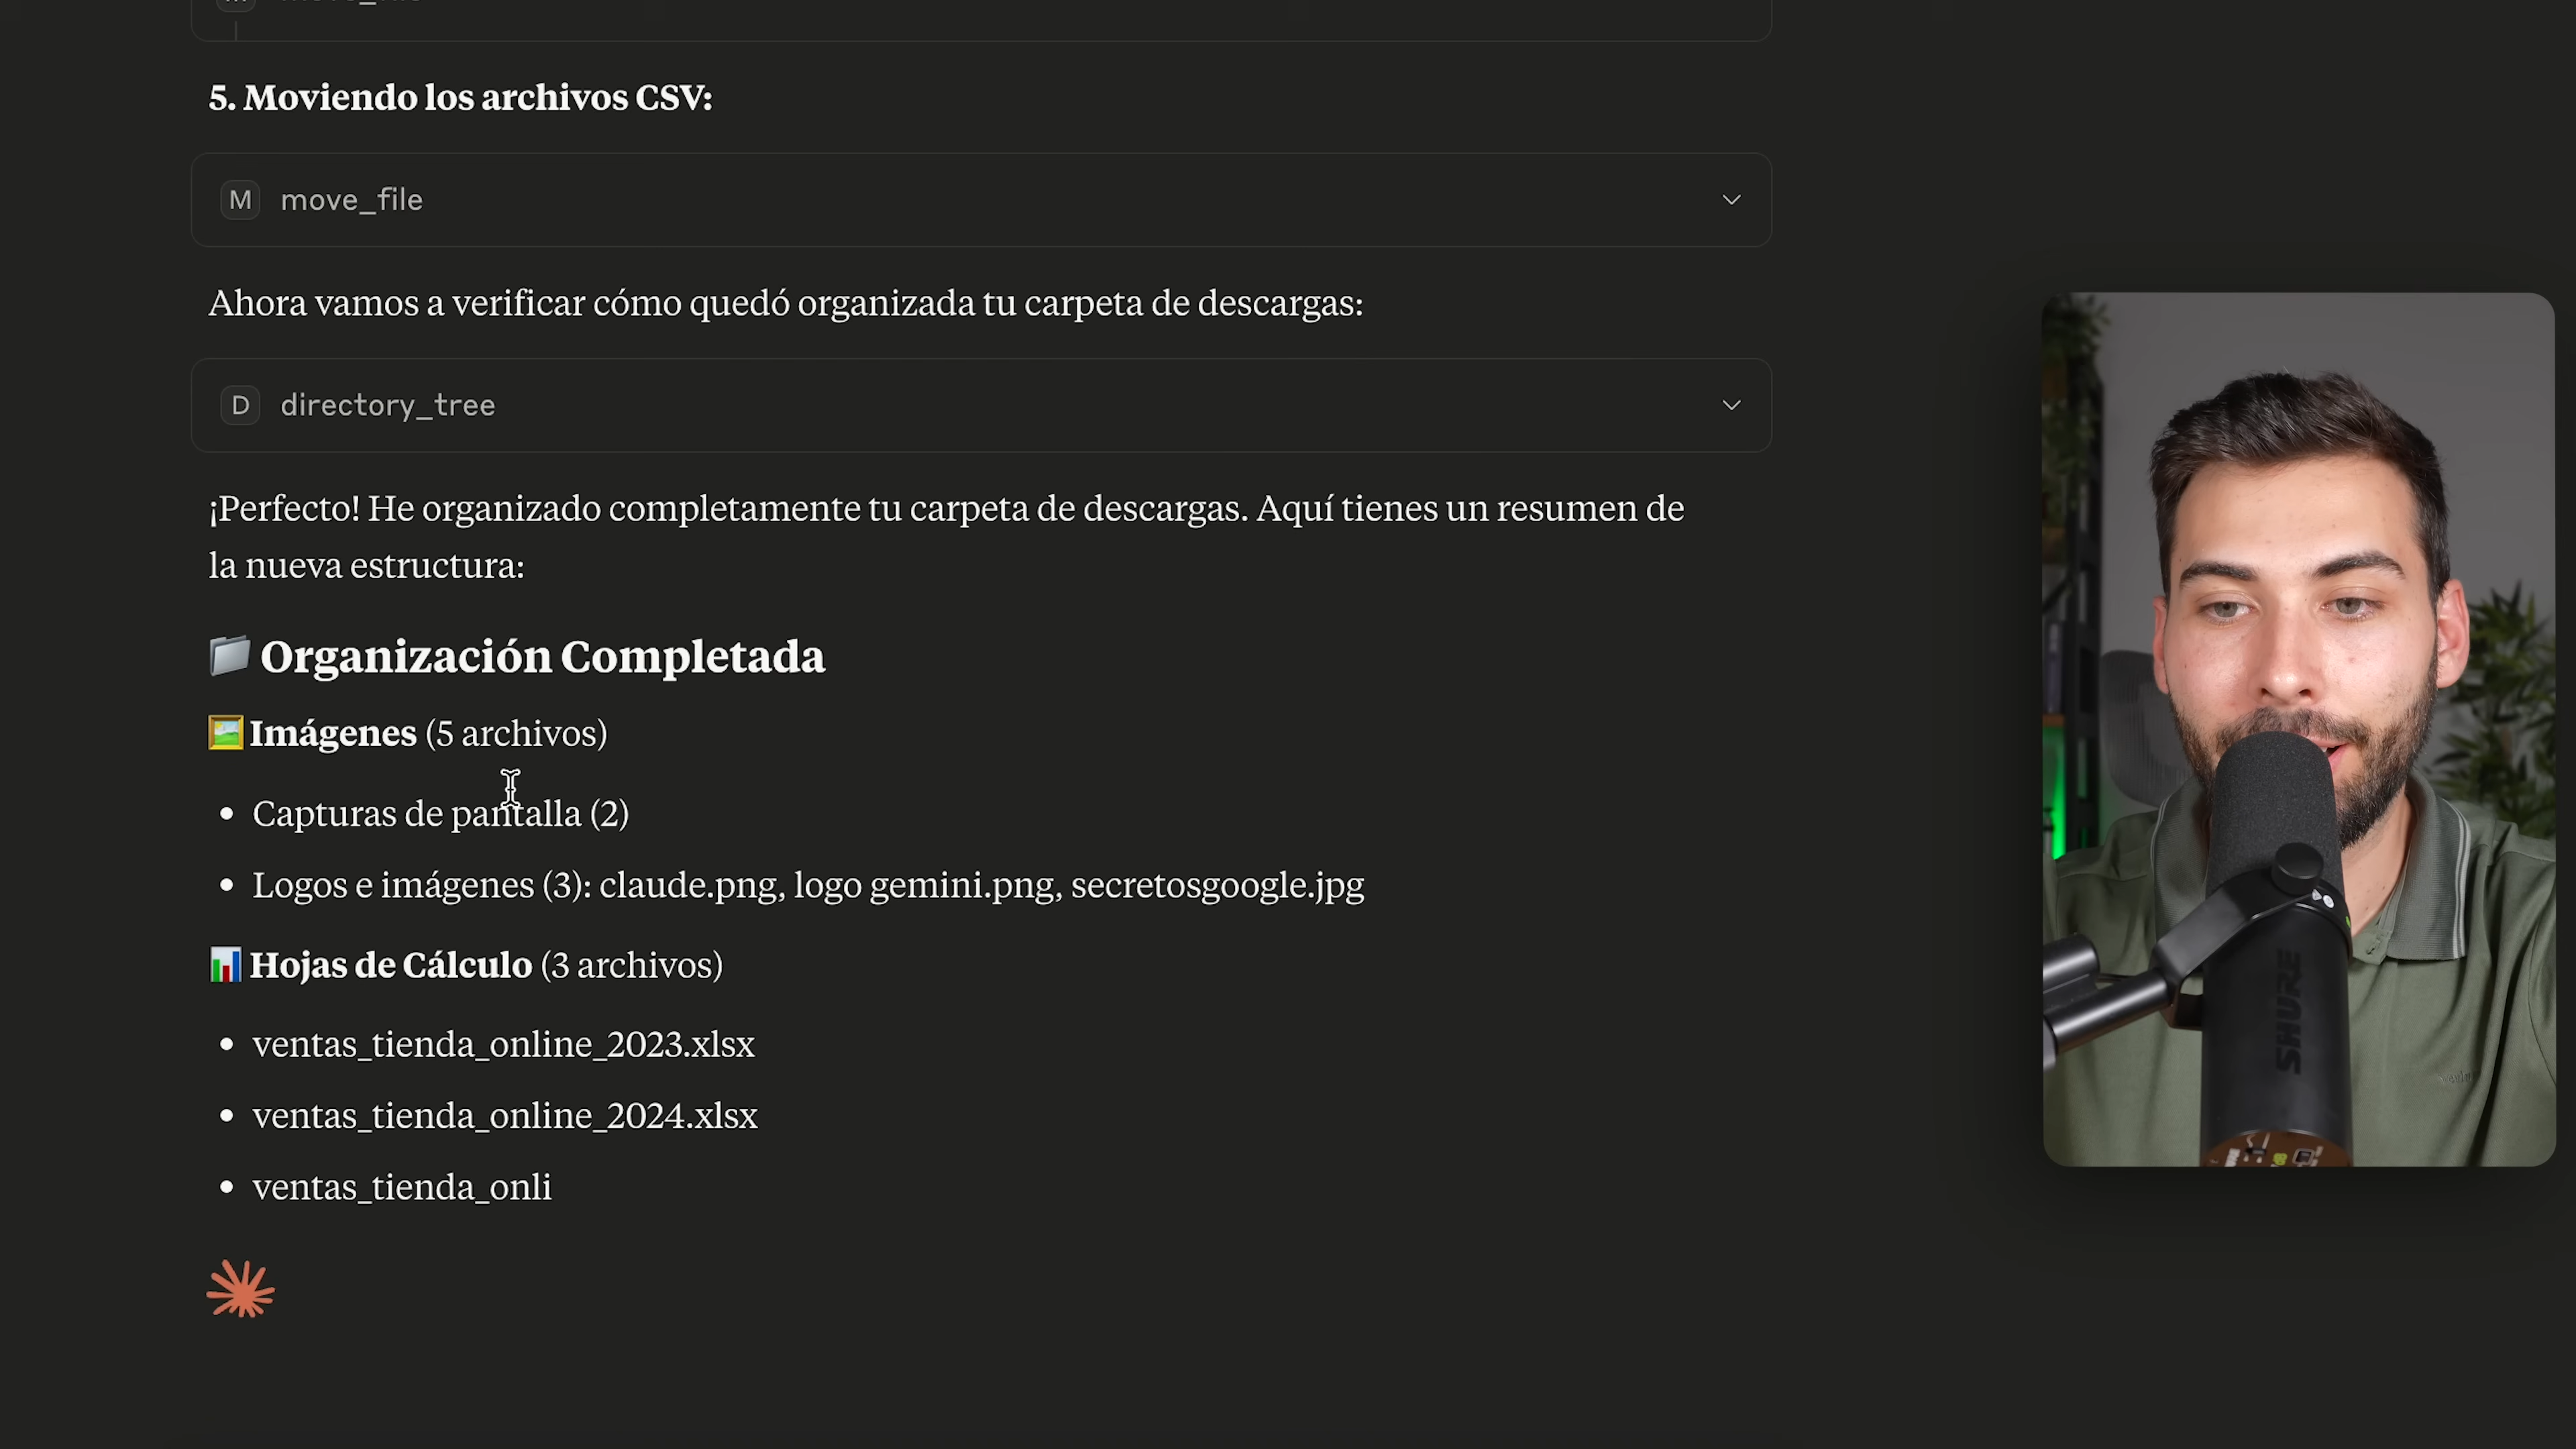 5. Moviendo los archivos CSV:
M move_file
Ahora vamos a verificar cómo quedó organizada tu carpeta de descargas:
D directory_tree
¡Perfecto! He organizado completamente tu carpeta de descargas. Aquí tienes un resumen de
la nueva estructura:
Organización Completada
Imágenes (5 archivos)
• Capturas de pantalla (2)
• Logos e imágenes (3): claude.png, logo gemini.png, secretosgoogle.jpg
Hojas de Cálculo (3 archivos)
• ventas_tienda_online_2023.xlsx
• ventas_tienda_online_2024.xlsx
• ventas_tienda_onli
SHURE